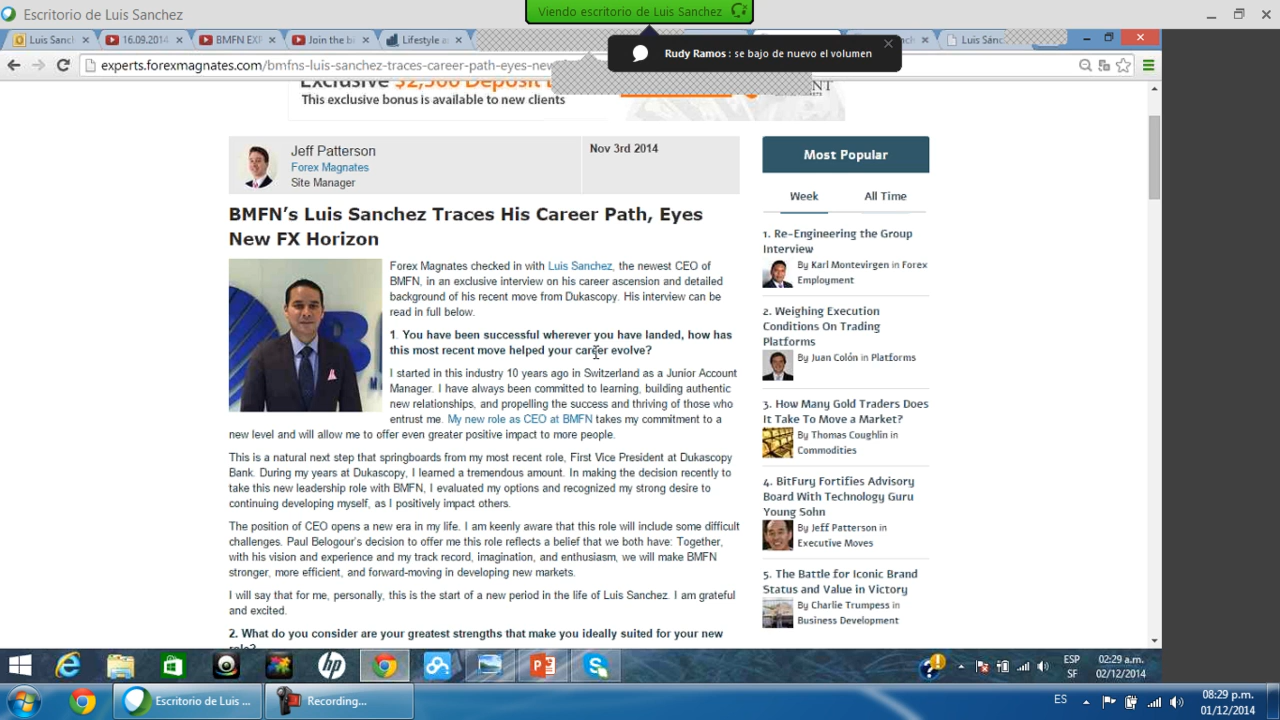 Escritorio de Luis Sanchez
Viendo escritorio de Luis Sanchez
Luis Sanc
16.09.2014
BMFN EXP
Join the bi
Lifestyle a
Luis Sánc
Rudy Ramos : se bajo de nuevo el volumen
experts.forexmagnates.com/bmfns-luis-sanchez-traces-career-path-eyes-new-
Exclusive $2,500 Deposit
This exclusive bonus is available to new clients
Jeff Patterson
Forex Magnates
Site Manager
Nov 3rd 2014
BMFN's Luis Sanchez Traces His Career Path, Eyes
New FX Horizon
Forex Magnates checked in with Luis Sanchez, the newest CEO of
BMFN, in an exclusive interview on his career ascension and detailed
background of his recent move from Dukascopy. His interview can be
read in full below.
1. You have been successful wherever you have landed, how has
this most recent move helped your career evolve?
I started in this industry 10 years ago in Switzerland as a Junior Account
Manager. I have always been committed to learning, building authentic
new relationships, and propelling the success and thriving of those who
entrust me. My new role as CEO at BMFN takes my commitment to a
new level and will allow me to offer even greater positive impact to more people.
This is a natural next step that springboards from my most recent role, First Vice President at Dukascopy
Bank. During my years at Dukascopy, I learned a tremendous amount. In making the decision recently to
take this new leadership role with BMFN, I evaluated my options and recognized my strong desire to
continuing developing myself, as I positively impact others.
The position of CEO opens a new era in my life. I am keenly aware that this role will include some difficult
challenges. Paul Belogour's decision to offer me this role reflects a belief that we both have: Together,
with his vision and experience and my track record, imagination, and enthusiasm, we will make BMFN
stronger, more efficient, and forward-moving in developing new markets.
I will say that for me, personally, this is the start of a new period in the life of Luis Sanchez. I am grateful
and excited.
2. What do you consider are your greatest strengths that make you ideally suited for your new
role?
Most Popular
Week
All Time
1. Re-Engineering the Group
Interview
By Karl Montevirgen in Forex
Employment
2. Weighing Execution
Conditions On Trading
Platforms
By Juan Colón in Platforms
3. How Many Gold Traders Does
It Take To Move a Market?
By Thomas Coughlin in
Commodities
4. BitFury Fortifies Advisory
Board With Technology Guru
Young Sohn
By Jeff Patterson in
Executive Moves
5. The Battle for Iconic Brand
Status and Value in Victory
By Charlie Trumpess in
Business Development
ESP
SF
02:29 a.m.
02/12/2014
Escritorio de Luis ...
Recording...
ES
08:29 p.m.
01/12/2014